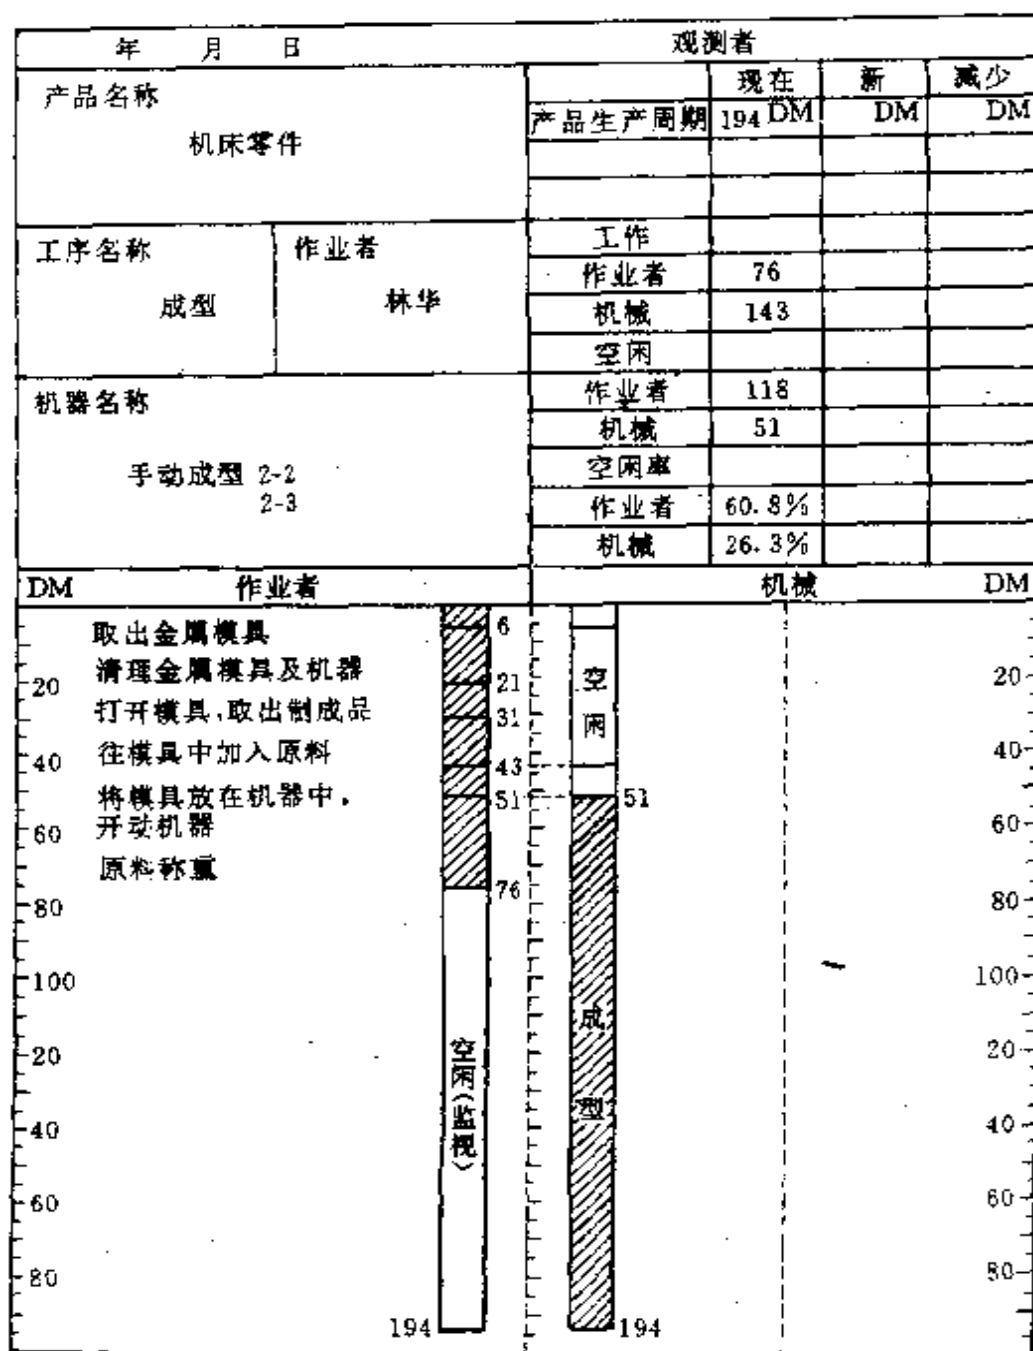 年 月 日 观测者
产品名称
机床零件
现在 新 减少
产品生产周期 194 DM DM DM
工序名称
成型
作业者
林华
工作
作业者 76
机械 143
空闲
作业者 118
机械 51
空闲率
作业者 60.8%
机械 26.3%
机器名称
手动成型 2-2
2-3
DM 作业者 机械 DM
取出金属模具 6
清理金属模具及机器 21
打开模具,取出制成品 31
往模具中加入原料 43
将模具放在机器中, 51
开动机器
原料称重 76
空闲(监视)
194
空闲
51
成型
194
20
40
60
80
100
20
40
60
80
20
40
60
80
100
20
40
60
80